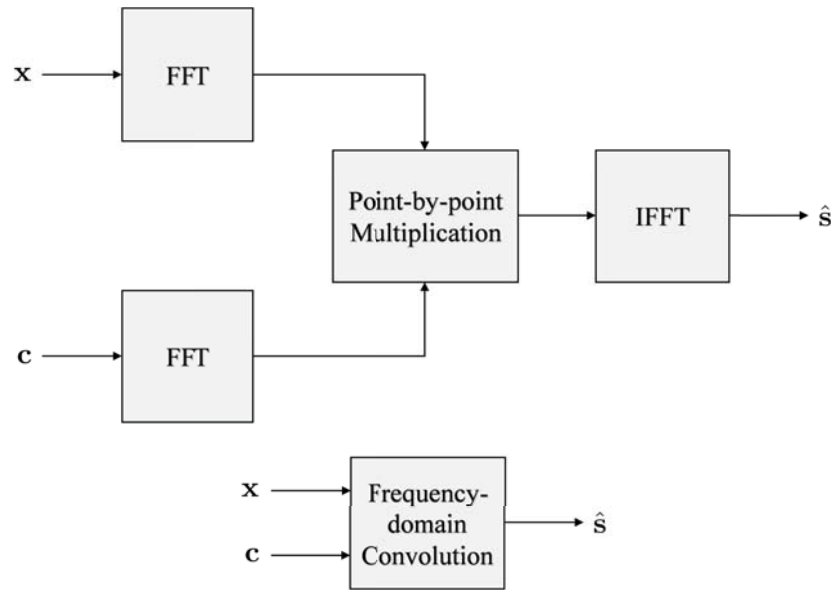 x
FFT
Point-by-point
Multiplication
IFFT
ŝ
c
FFT
x
c
Frequency-
domain
Convolution
ŝ